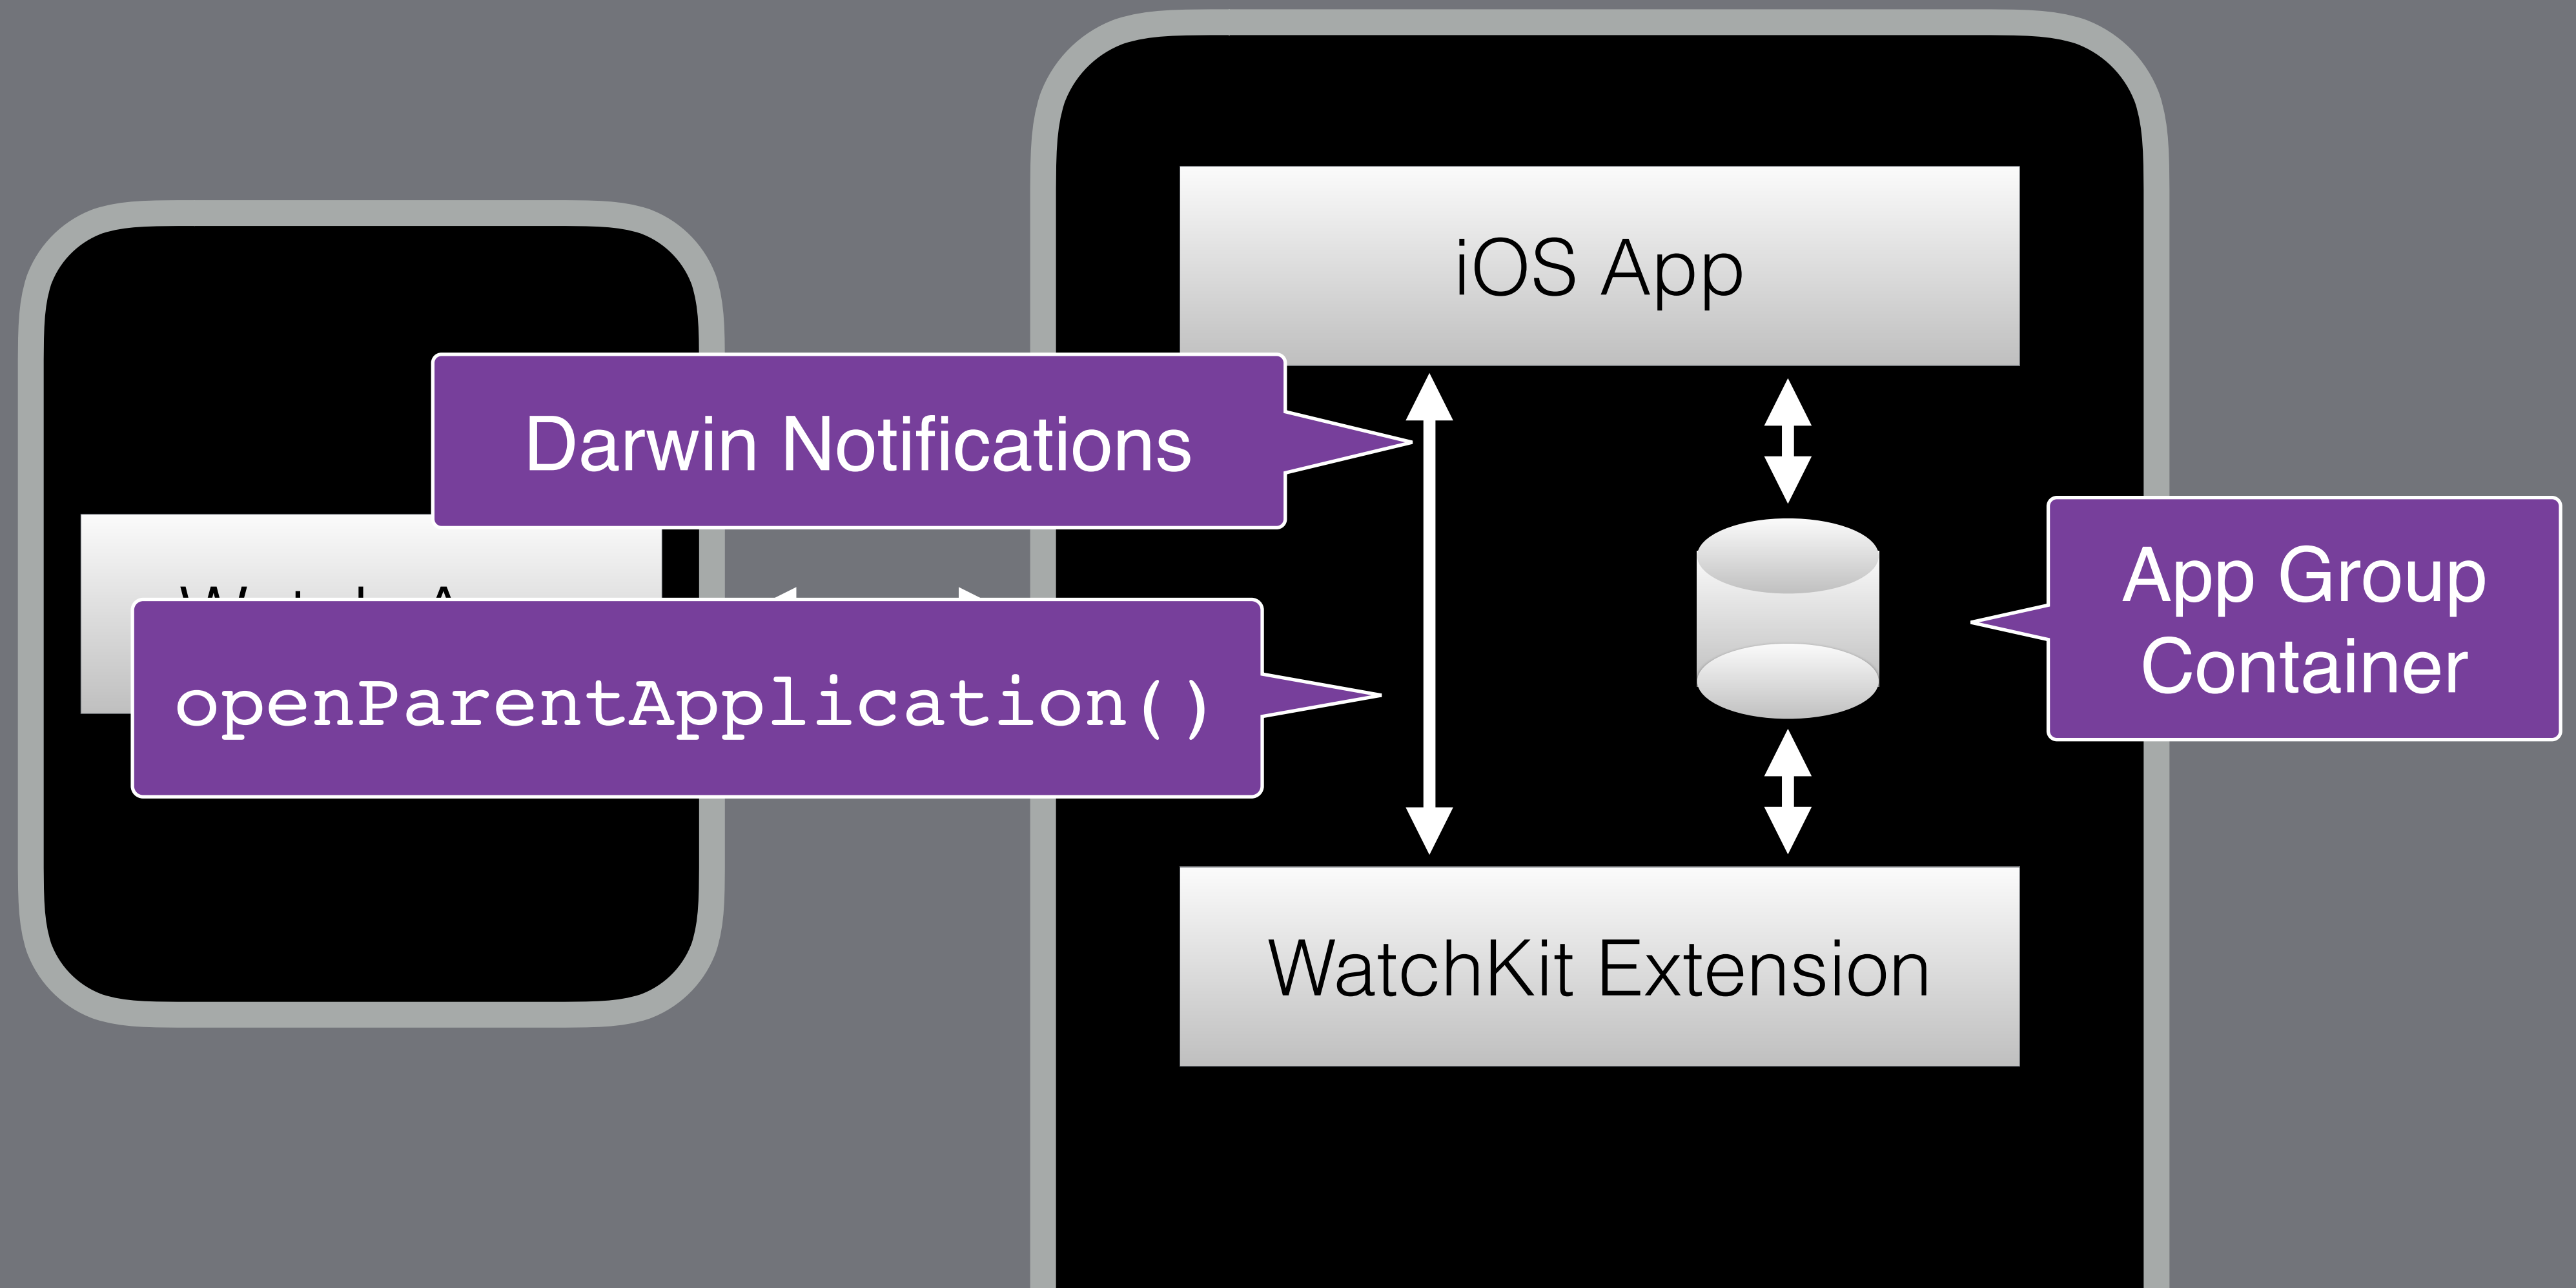 iOS App
Darwin Notifications
App Group
Container
openParentApplication()
WatchKit Extension